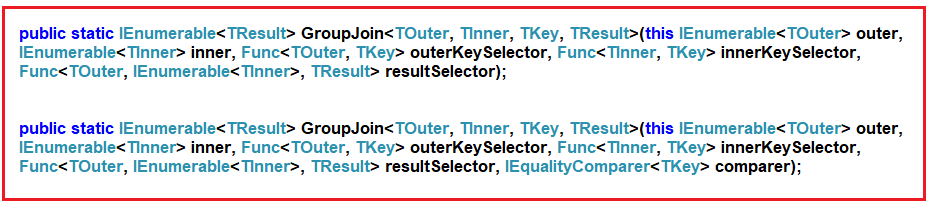 public static IEnumerable<TResult> GroupJoin<TOuter, TInner, TKey, TResult>(this IEnumerable<TOuter> outer,
IEnumerable<TInner> inner, Func<TOuter, TKey> outerKeySelector, Func<TInner, TKey> innerKeySelector,
Func<TOuter, IEnumerable<TInner>, TResult> resultSelector);
public static IEnumerable<TResult> GroupJoin<TOuter, TInner, TKey, TResult>(this IEnumerable<TOuter> outer,
IEnumerable<TInner> inner, Func<TOuter, TKey> outerKeySelector, Func<TInner, TKey> innerKeySelector,
Func<TOuter, IEnumerable<TInner>, TResult> resultSelector, IEqualityComparer<TKey> comparer);